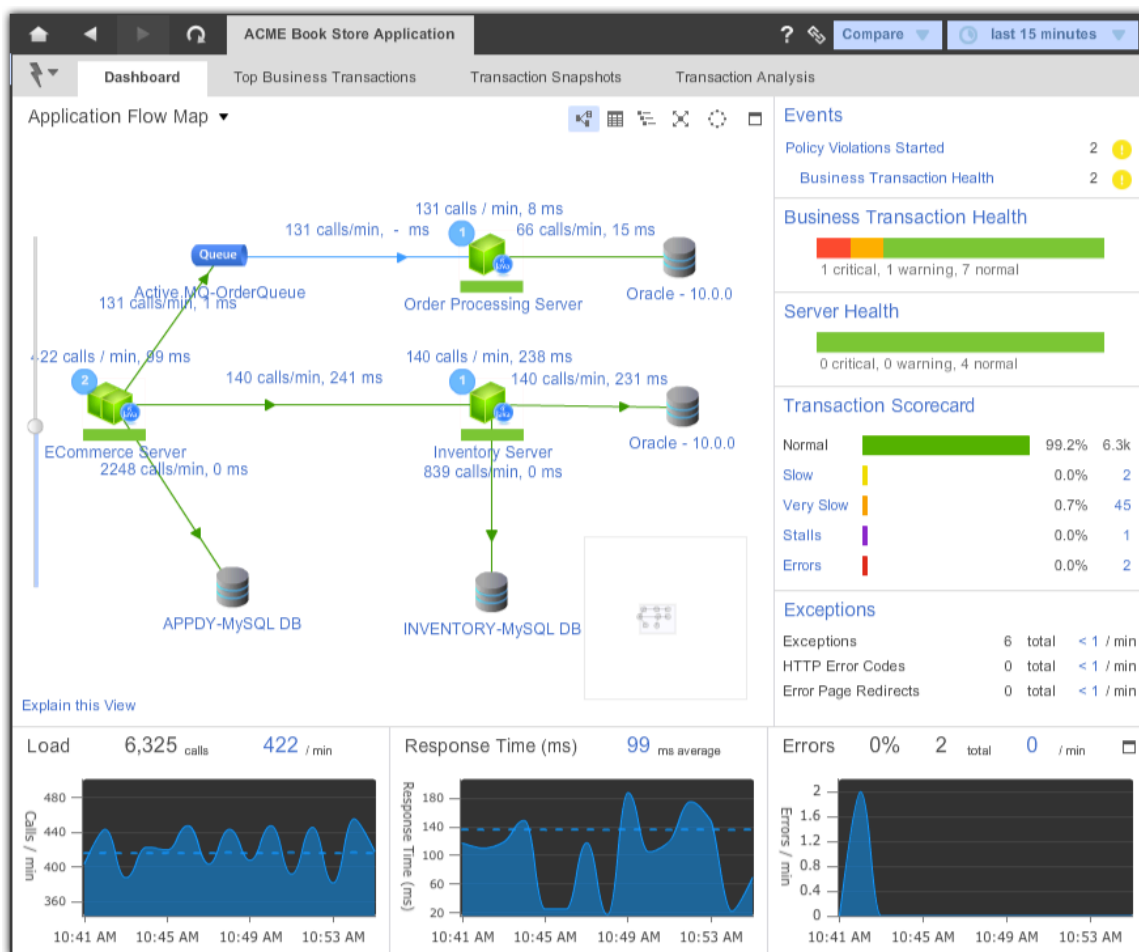 ACME Book Store Application
?
Compare
last 15 minutes
Dashboard
Top Business Transactions
Transaction Snapshots
Transaction Analysis
Application Flow Map
131 calls / min, 8 ms
131 calls/min, - ms
1
66 calls/min, 15 ms
Queue
Active MQ-OrderQueue
131 calls/min, 1 ms
Java
Order Processing Server
Oracle - 10.0.0
422 calls / min, 99 ms
2
140 calls/min, 241 ms
140 calls / min, 238 ms
1
140 calls/min, 231 ms
Java
Java
ECommerce Server
2248 calls/min, 0 ms
Inventory Server
839 calls/min, 0 ms
Oracle - 10.0.0
APPDY-MySQL DB
INVENTORY-MySQL DB
Explain this View
Events
Policy Violations Started 2 !
Business Transaction Health 2 !
Business Transaction Health
1 critical, 1 warning, 7 normal
Server Health
0 critical, 0 warning, 4 normal
Transaction Scorecard
Normal 99.2% 6.3k
Slow 0.0% 2
Very Slow 0.7% 45
Stalls 0.0% 1
Errors 0.0% 2
Exceptions
Exceptions 6 total < 1 / min
HTTP Error Codes 0 total < 1 / min
Error Page Redirects 0 total < 1 / min
Load 6,325 calls 422 / min
Calls / min
480
440
400
360
10:41 AM 10:45 AM 10:49 AM 10:53 AM
Response Time (ms) 99 ms average
Response Time (ms)
180
140
100
60
20
10:41 AM 10:45 AM 10:49 AM 10:53 AM
Errors 0% 2 total 0 / min
Errors / min
2
1.6
1.2
0.8
0.4
0
10:41 AM 10:45 AM 10:49 AM 10:53 AM